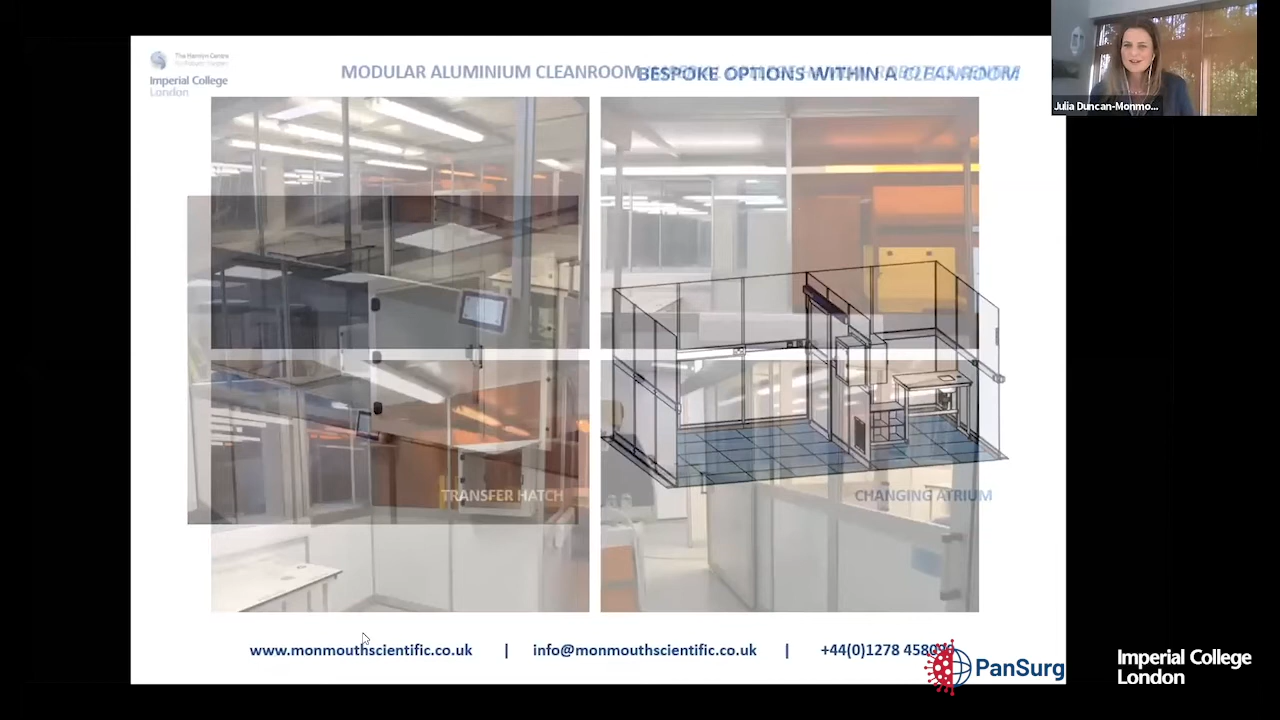 The Hamlyn Centre
Imperial College
London
MODULAR ALUMINIUM CLEANROOM
BESPOKE OPTIONS WITHIN A CLEANROOM
Julia Duncan-Monmo...
TRANSFER HATCH
CHANGING ATRIUM
www.monmouthscientific.co.uk | info@monmouthscientific.co.uk | +44(0)1278 4580
PanSurg
Imperial College
London